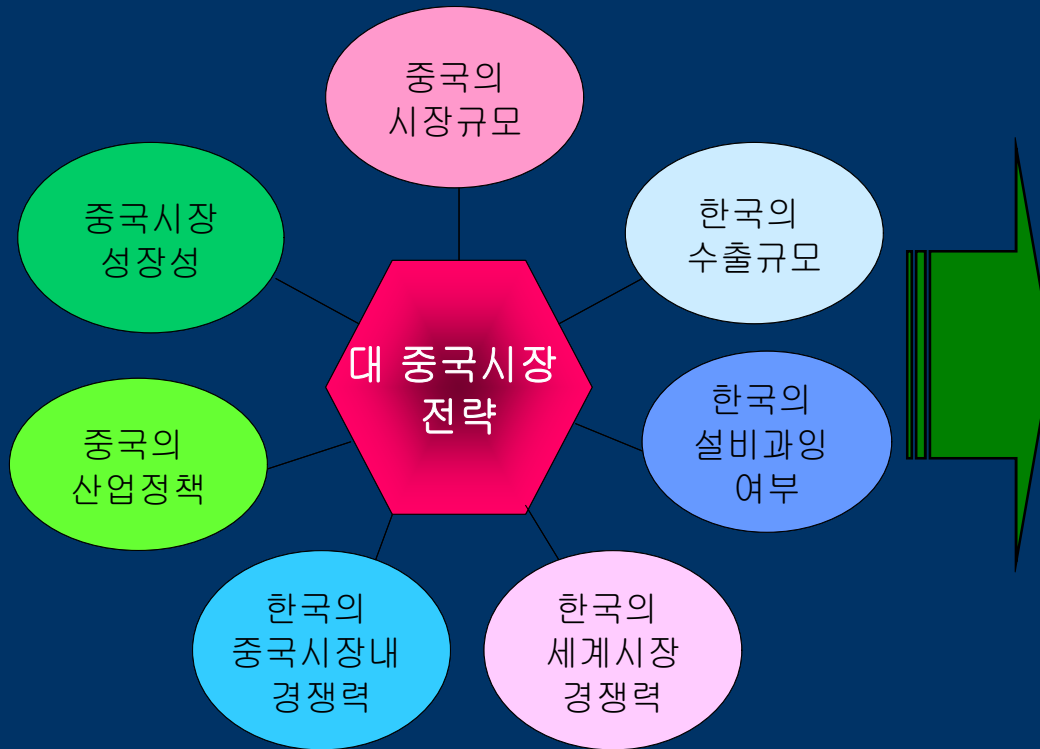 중국의
시장규모
중국시장
성장성
한국의
수출규모
대 중국시장
전략
한국의
설비과잉
여부
중국의
산업정책
한국의
중국시장내
경쟁력
한국의
세계시장
경쟁력